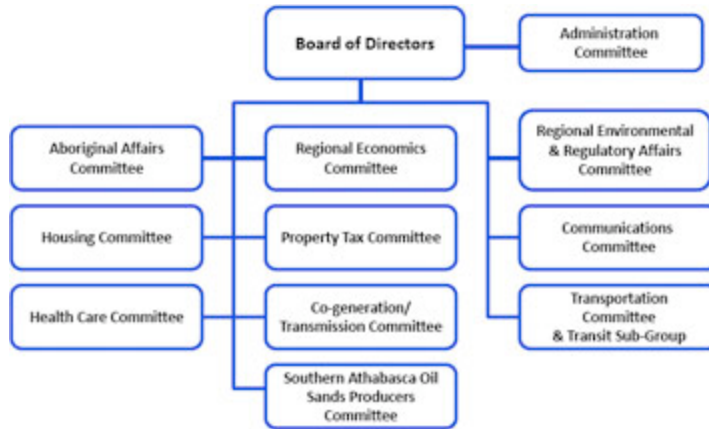 Board of Directors
Administration
Committee
Aboriginal Affairs
Committee
Regional Economics
Committee
Regional Environmental
& Regulatory Affairs
Committee
Housing Committee
Property Tax Committee
Communications
Committee
Health Care Committee
Co-generation/
Transmission Committee
Transportation
Committee
& Transit Sub-Group
Southern Athabasca Oil
Sands Producers
Committee